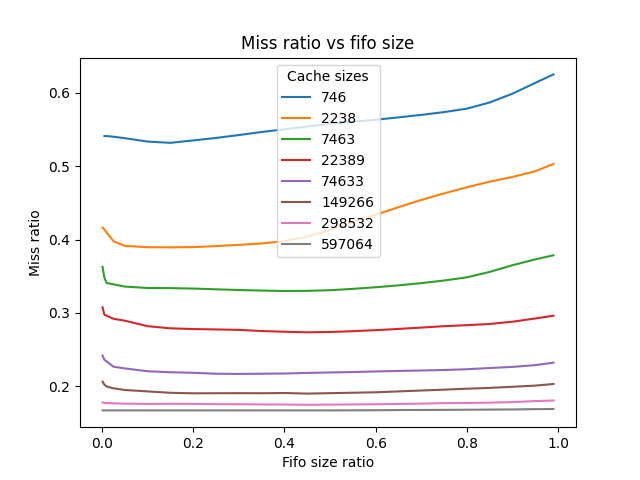 Miss ratio vs fifo size
Cache sizes
746
2238
7463
22389
74633
149266
298532
597064
0.6
0.5
0.4
0.3
0.2
Miss ratio
0.0 0.2 0.4 0.6 0.8 1.0
Fifo size ratio